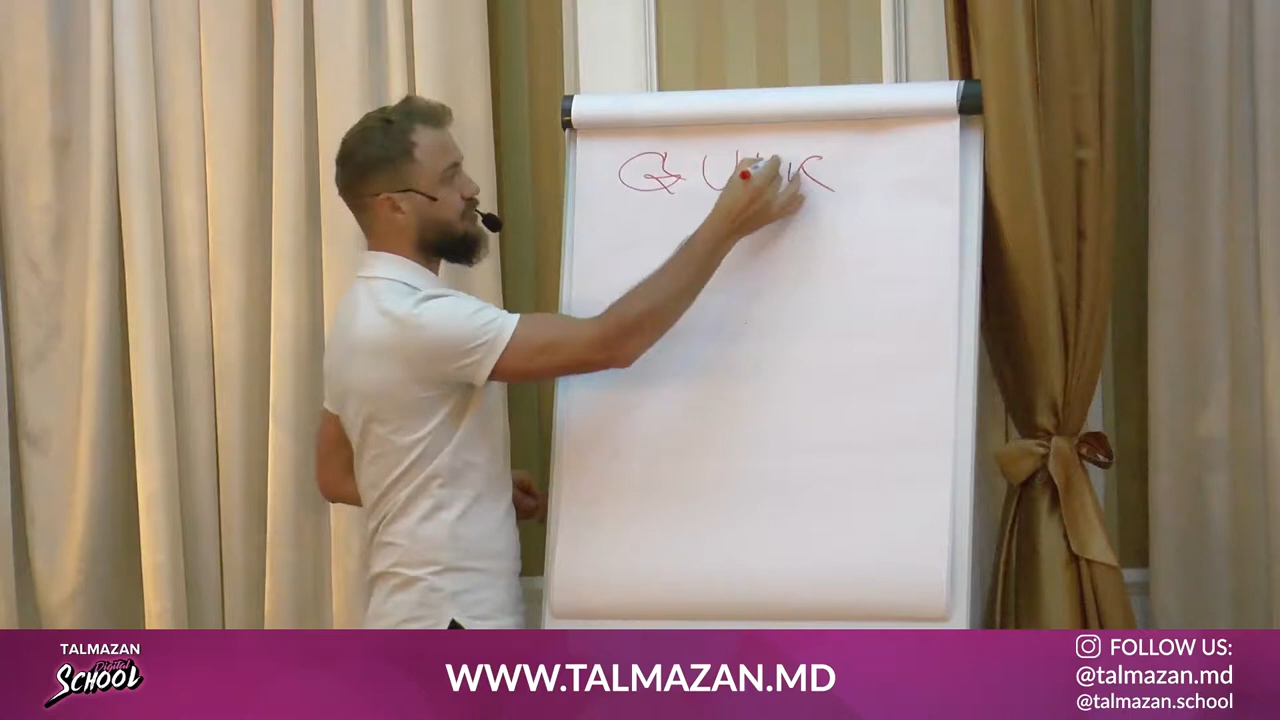 TALMAZAN
Digital
SCHOOL
WWW.TALMAZAN.MD
FOLLOW US:
@talmazan.md
@talmazan.school